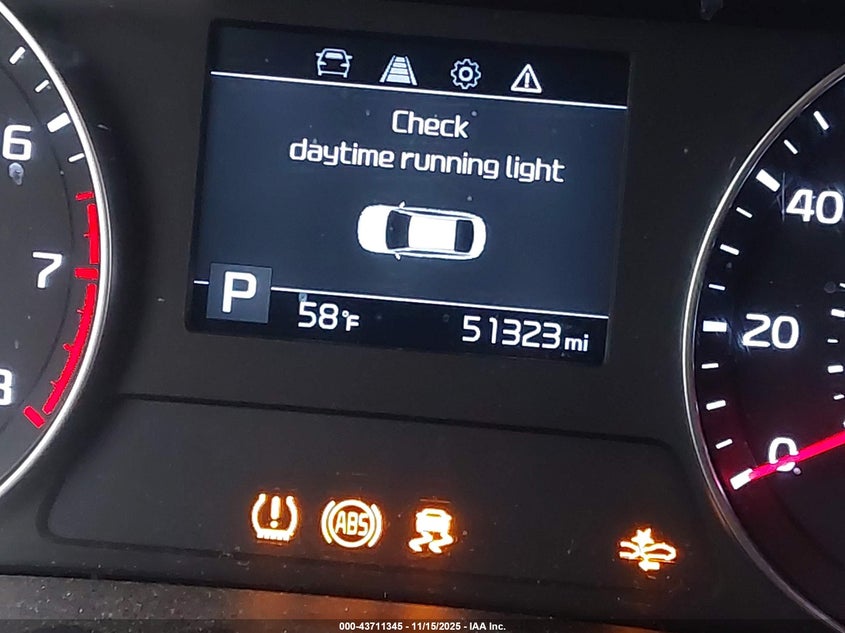 Check
daytime running light
P
58°F
51323 mi
6
7
8
40
20
0
ABS
000-43711345 - 11/15/2025 - IAA Inc.